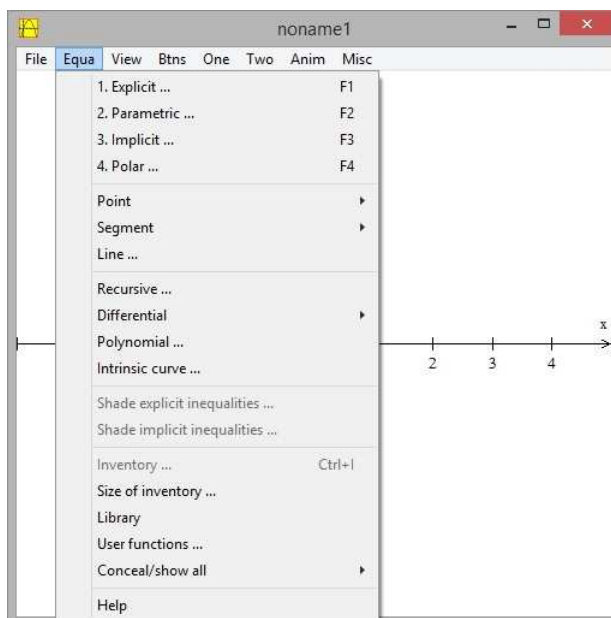 noname1
File Equa View Btns One Two Anim Misc
1. Explicit ... F1
2. Parametric ... F2
3. Implicit ... F3
4. Polar ... F4
Point
Segment
Line ...
Recursive ...
Differential
Polynomial ...
Intrinsic curve ...
Shade explicit inequalities ...
Shade implicit inequalities ...
Inventory ... Ctrl+I
Size of inventory ...
Library
User functions ...
Conceal/show all
Help
x
2 3 4